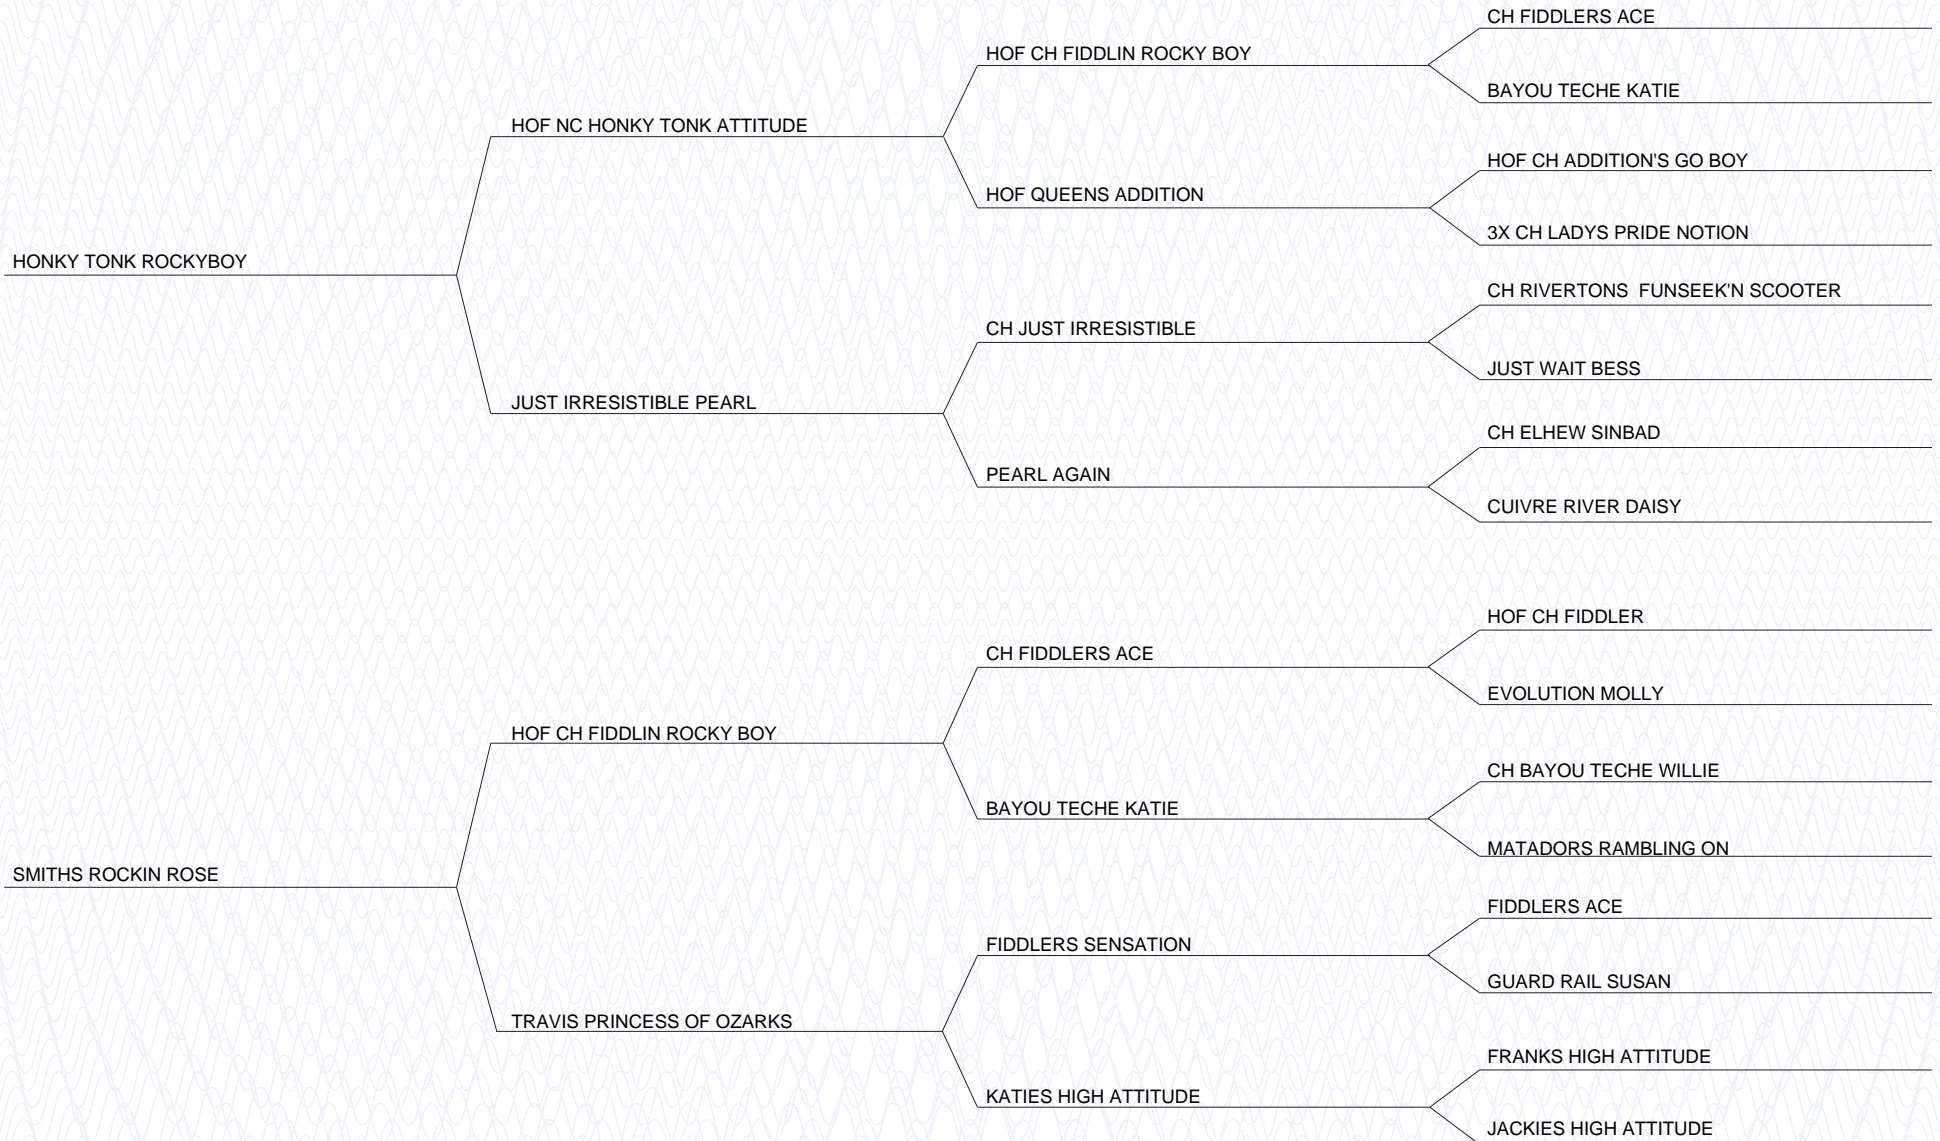 CH FIDDLERS ACE
HOF CH FIDDLIN ROCKY BOY
BAYOU TECHE KATIE
HOF NC HONKY TONK ATTITUDE
HOF CH ADDITION'S GO BOY
HOF QUEENS ADDITION
3X CH LADYS PRIDE NOTION
HONKY TONK ROCKYBOY
CH RIVERTONS  FUNSEEK'N SCOOTER
CH JUST IRRESISTIBLE
JUST WAIT BESS
JUST IRRESISTIBLE PEARL
CH ELHEW SINBAD
PEARL AGAIN
CUIVRE RIVER DAISY
HOF CH FIDDLER
CH FIDDLERS ACE
EVOLUTION MOLLY
HOF CH FIDDLIN ROCKY BOY
CH BAYOU TECHE WILLIE
BAYOU TECHE KATIE
MATADORS RAMBLING ON
SMITHS ROCKIN ROSE
FIDDLERS ACE
FIDDLERS SENSATION
GUARD RAIL SUSAN
TRAVIS PRINCESS OF OZARKS
FRANKS HIGH ATTITUDE
KATIES HIGH ATTITUDE
JACKIES HIGH ATTITUDE